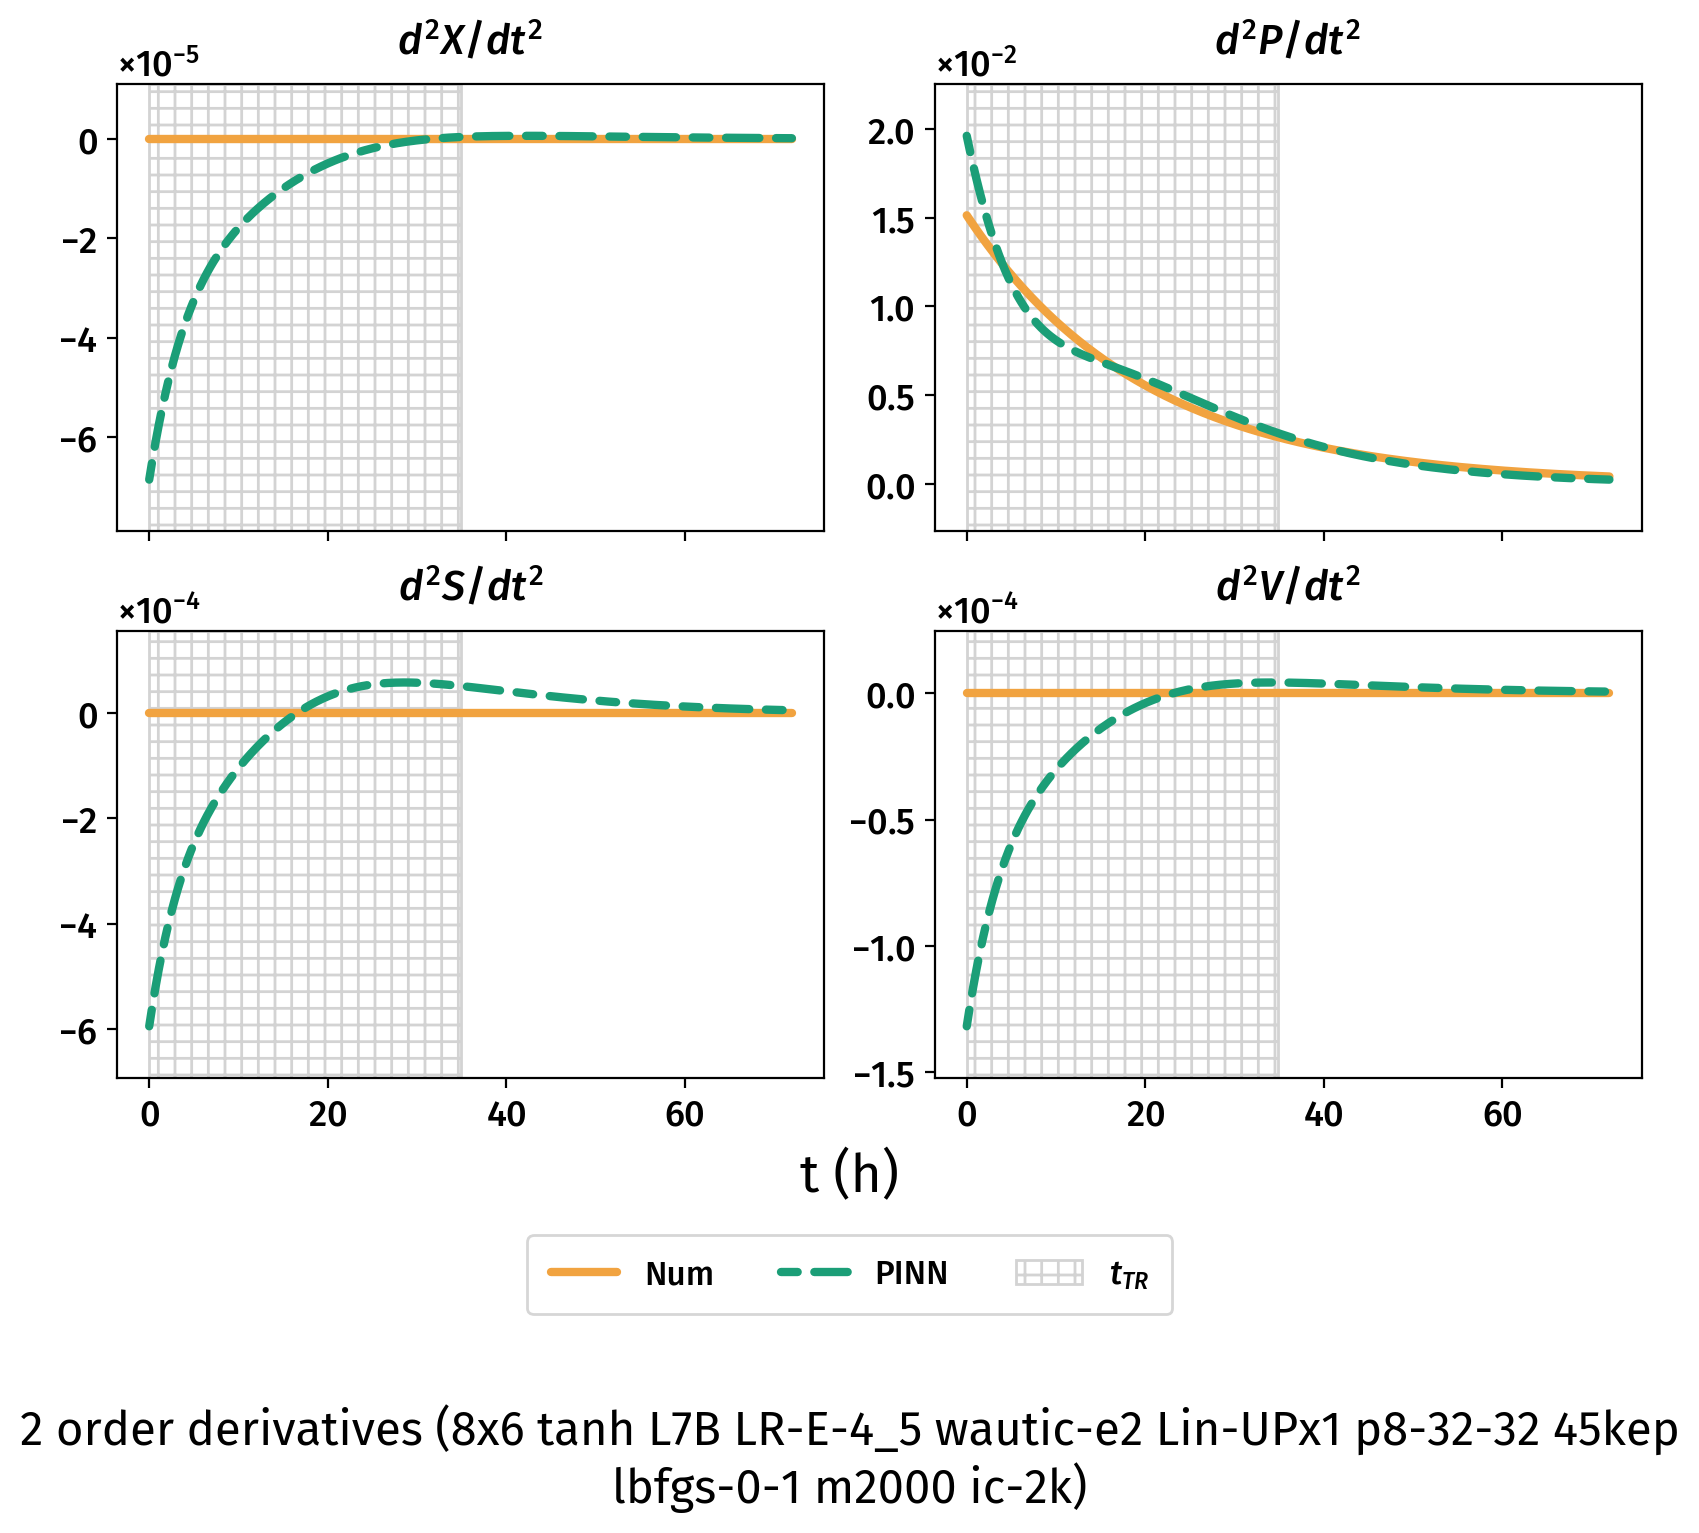 d²X/dt²
×10⁻⁵
0
−2
−4
−6
d²P/dt²
×10⁻²
2.0
1.5
1.0
0.5
0.0
d²S/dt²
×10⁻⁴
0
−2
−4
−6
0 20 40 60
d²V/dt²
×10⁻⁴
0.0
−0.5
−1.0
−1.5
0 20 40 60
t (h)
Num PINN t_TR
2 order derivatives (8x6 tanh L7B LR-E-4_5 wautic-e2 Lin-UPx1 p8-32-32 45kep
lbfgs-0-1 m2000 ic-2k)